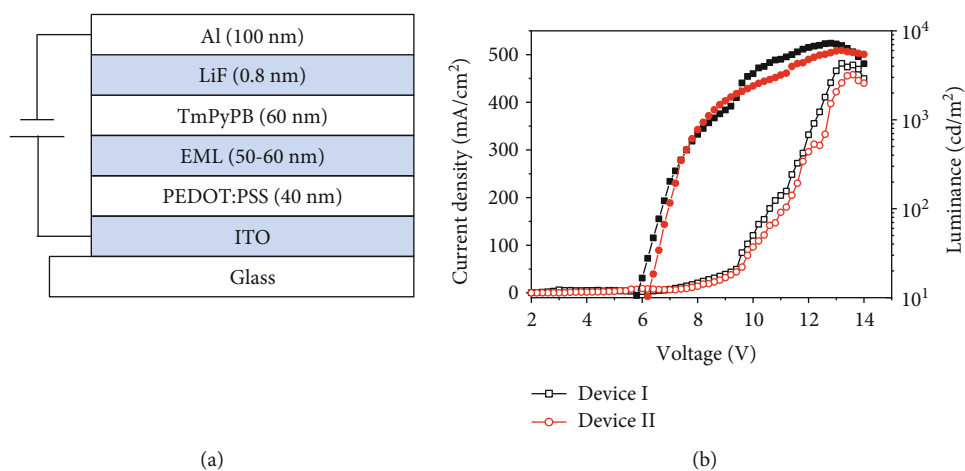 Al (100 nm)
LiF (0.8 nm)
TmPyPB (60 nm)
EML (50-60 nm)
PEDOT:PSS (40 nm)
ITO
Glass
(a)
Current density (mA/cm²)
500
400
300
200
100
0
2 4 6 8 10 12 14
Voltage (V)
10⁴
10³
10²
10¹
Luminance (cd/m²)
Device I
Device II
(b)